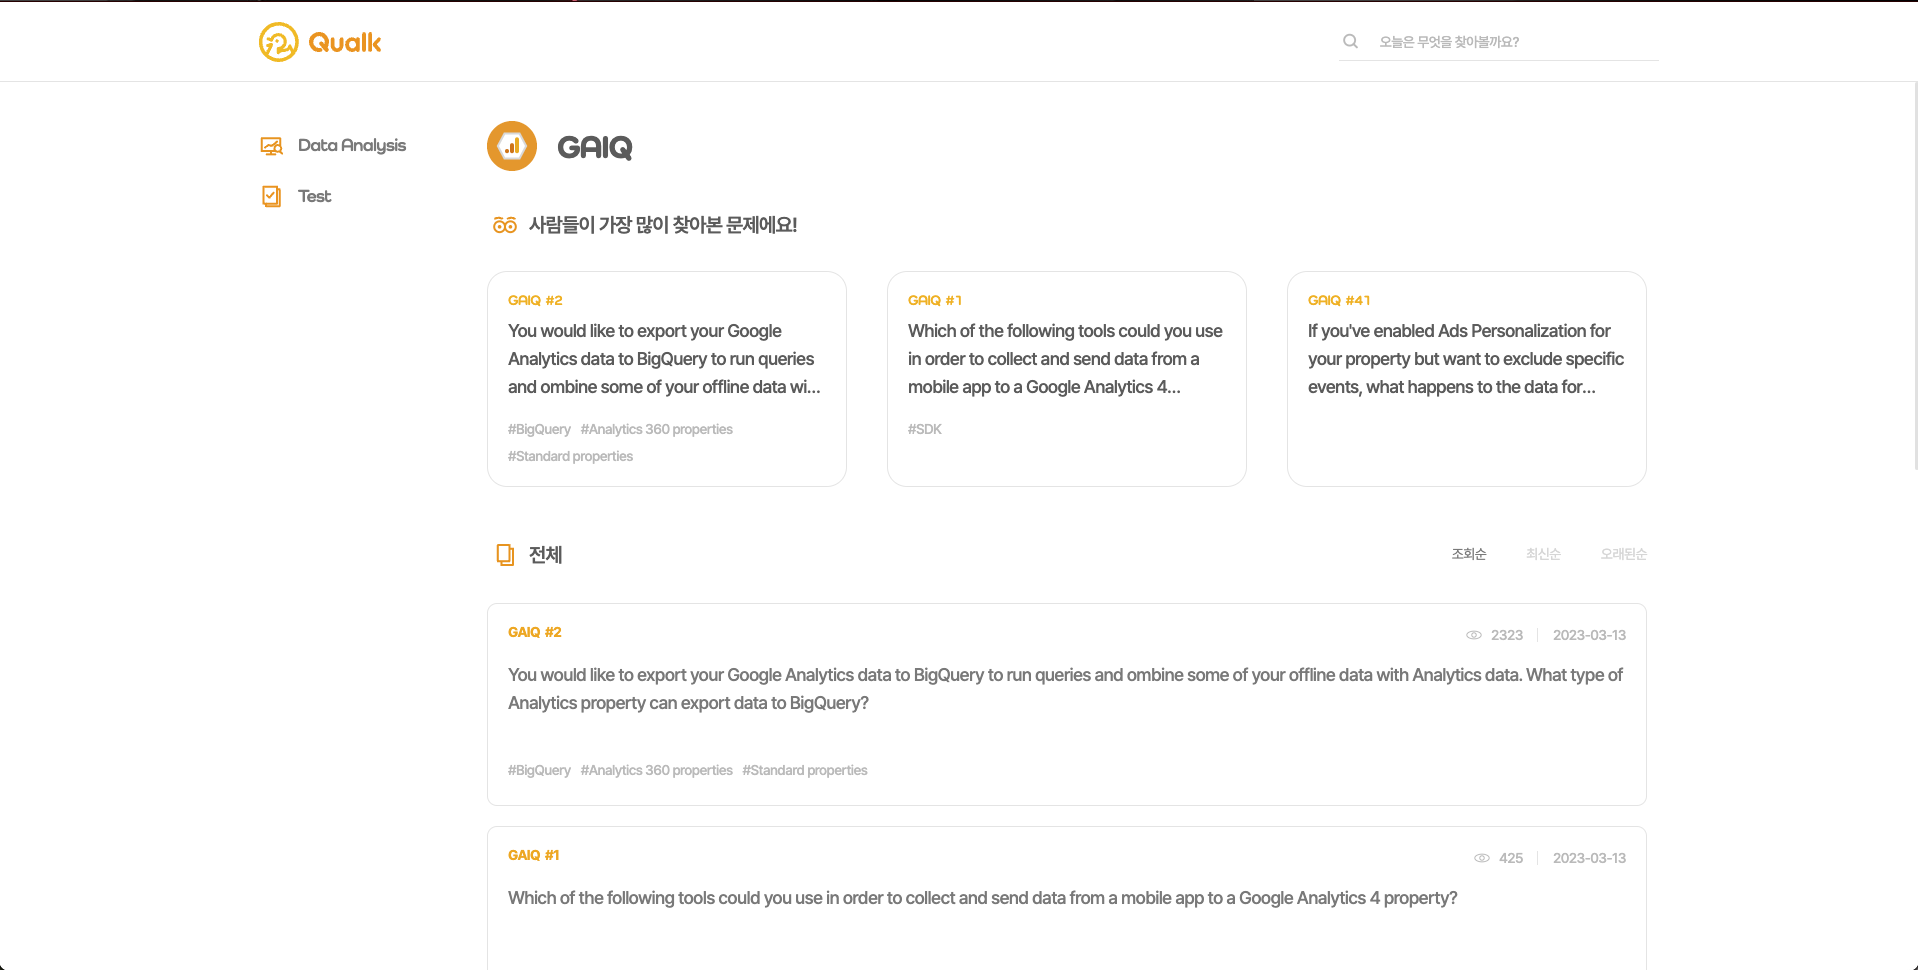 Qualk
오늘은 무엇을 찾아볼까요?
Data Analysis
Test
GAIQ
사람들이 가장 많이 찾아본 문제에요!
GAIQ #2
You would like to export your Google
Analytics data to BigQuery to run queries
and ombine some of your offline data wi...
#BigQuery #Analytics 360 properties
#Standard properties
GAIQ #1
Which of the following tools could you use
in order to collect and send data from a
mobile app to a Google Analytics 4...
#SDK
GAIQ #41
If you've enabled Ads Personalization for
your property but want to exclude specific
events, what happens to the data for...
전체
조회순 최신순 오래된순
GAIQ #2
2323 2023-03-13
You would like to export your Google Analytics data to BigQuery to run queries and ombine some of your offline data with Analytics data. What type of
Analytics property can export data to BigQuery?
#BigQuery #Analytics 360 properties #Standard properties
GAIQ #1
425 2023-03-13
Which of the following tools could you use in order to collect and send data from a mobile app to a Google Analytics 4 property?